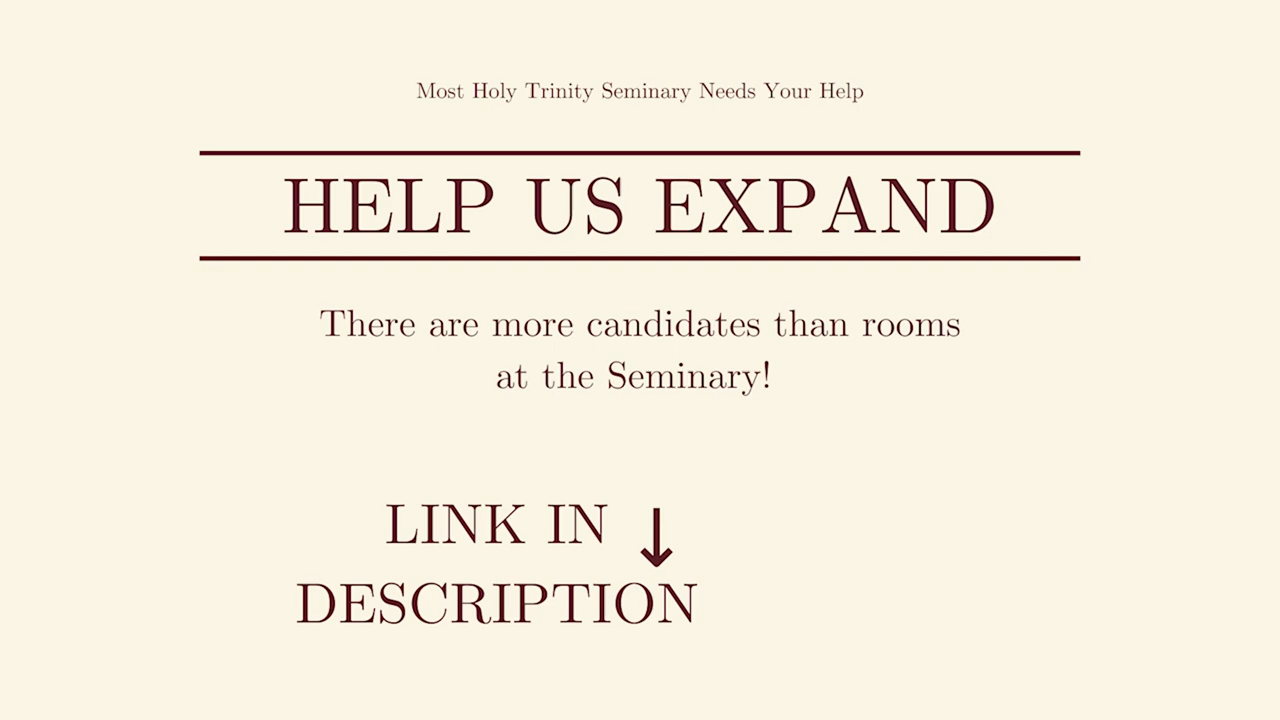 Most Holy Trinity Seminary Needs Your Help
HELP US EXPAND
There are more candidates than rooms
at the Seminary!
LINK IN ↓
DESCRIPTION